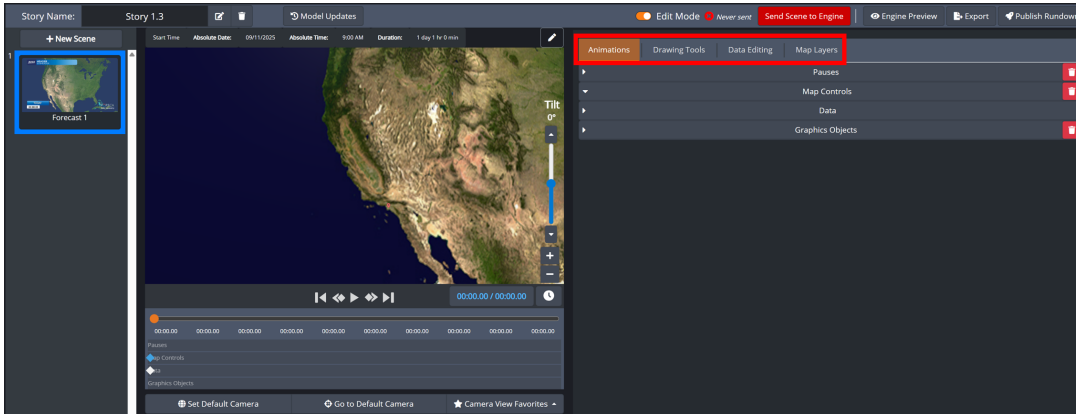 Story Name:
Story 1.3
Model Updates
Edit Mode
Never sent
Send Scene to Engine
Engine Preview
Export
Publish Rundown
+ New Scene
Start Time Absolute Date: 09/11/2025 Absolute Time: 9:00 AM Duration: 1 day 1 hr 0 min
1
Forecast 1
Tilt
0°
Animations
Drawing Tools
Data Editing
Map Layers
Pauses
Map Controls
Data
Graphics Objects
00:00.00 / 00:00.00
00:00.00 00:00.00 00:00.00 00:00.00 00:00.00 00:00.00 00:00.00 00:00.00 00:00.00 00:00.00
Pauses
Map Controls
Data
Graphics Objects
Set Default Camera
Go to Default Camera
Camera View Favorites